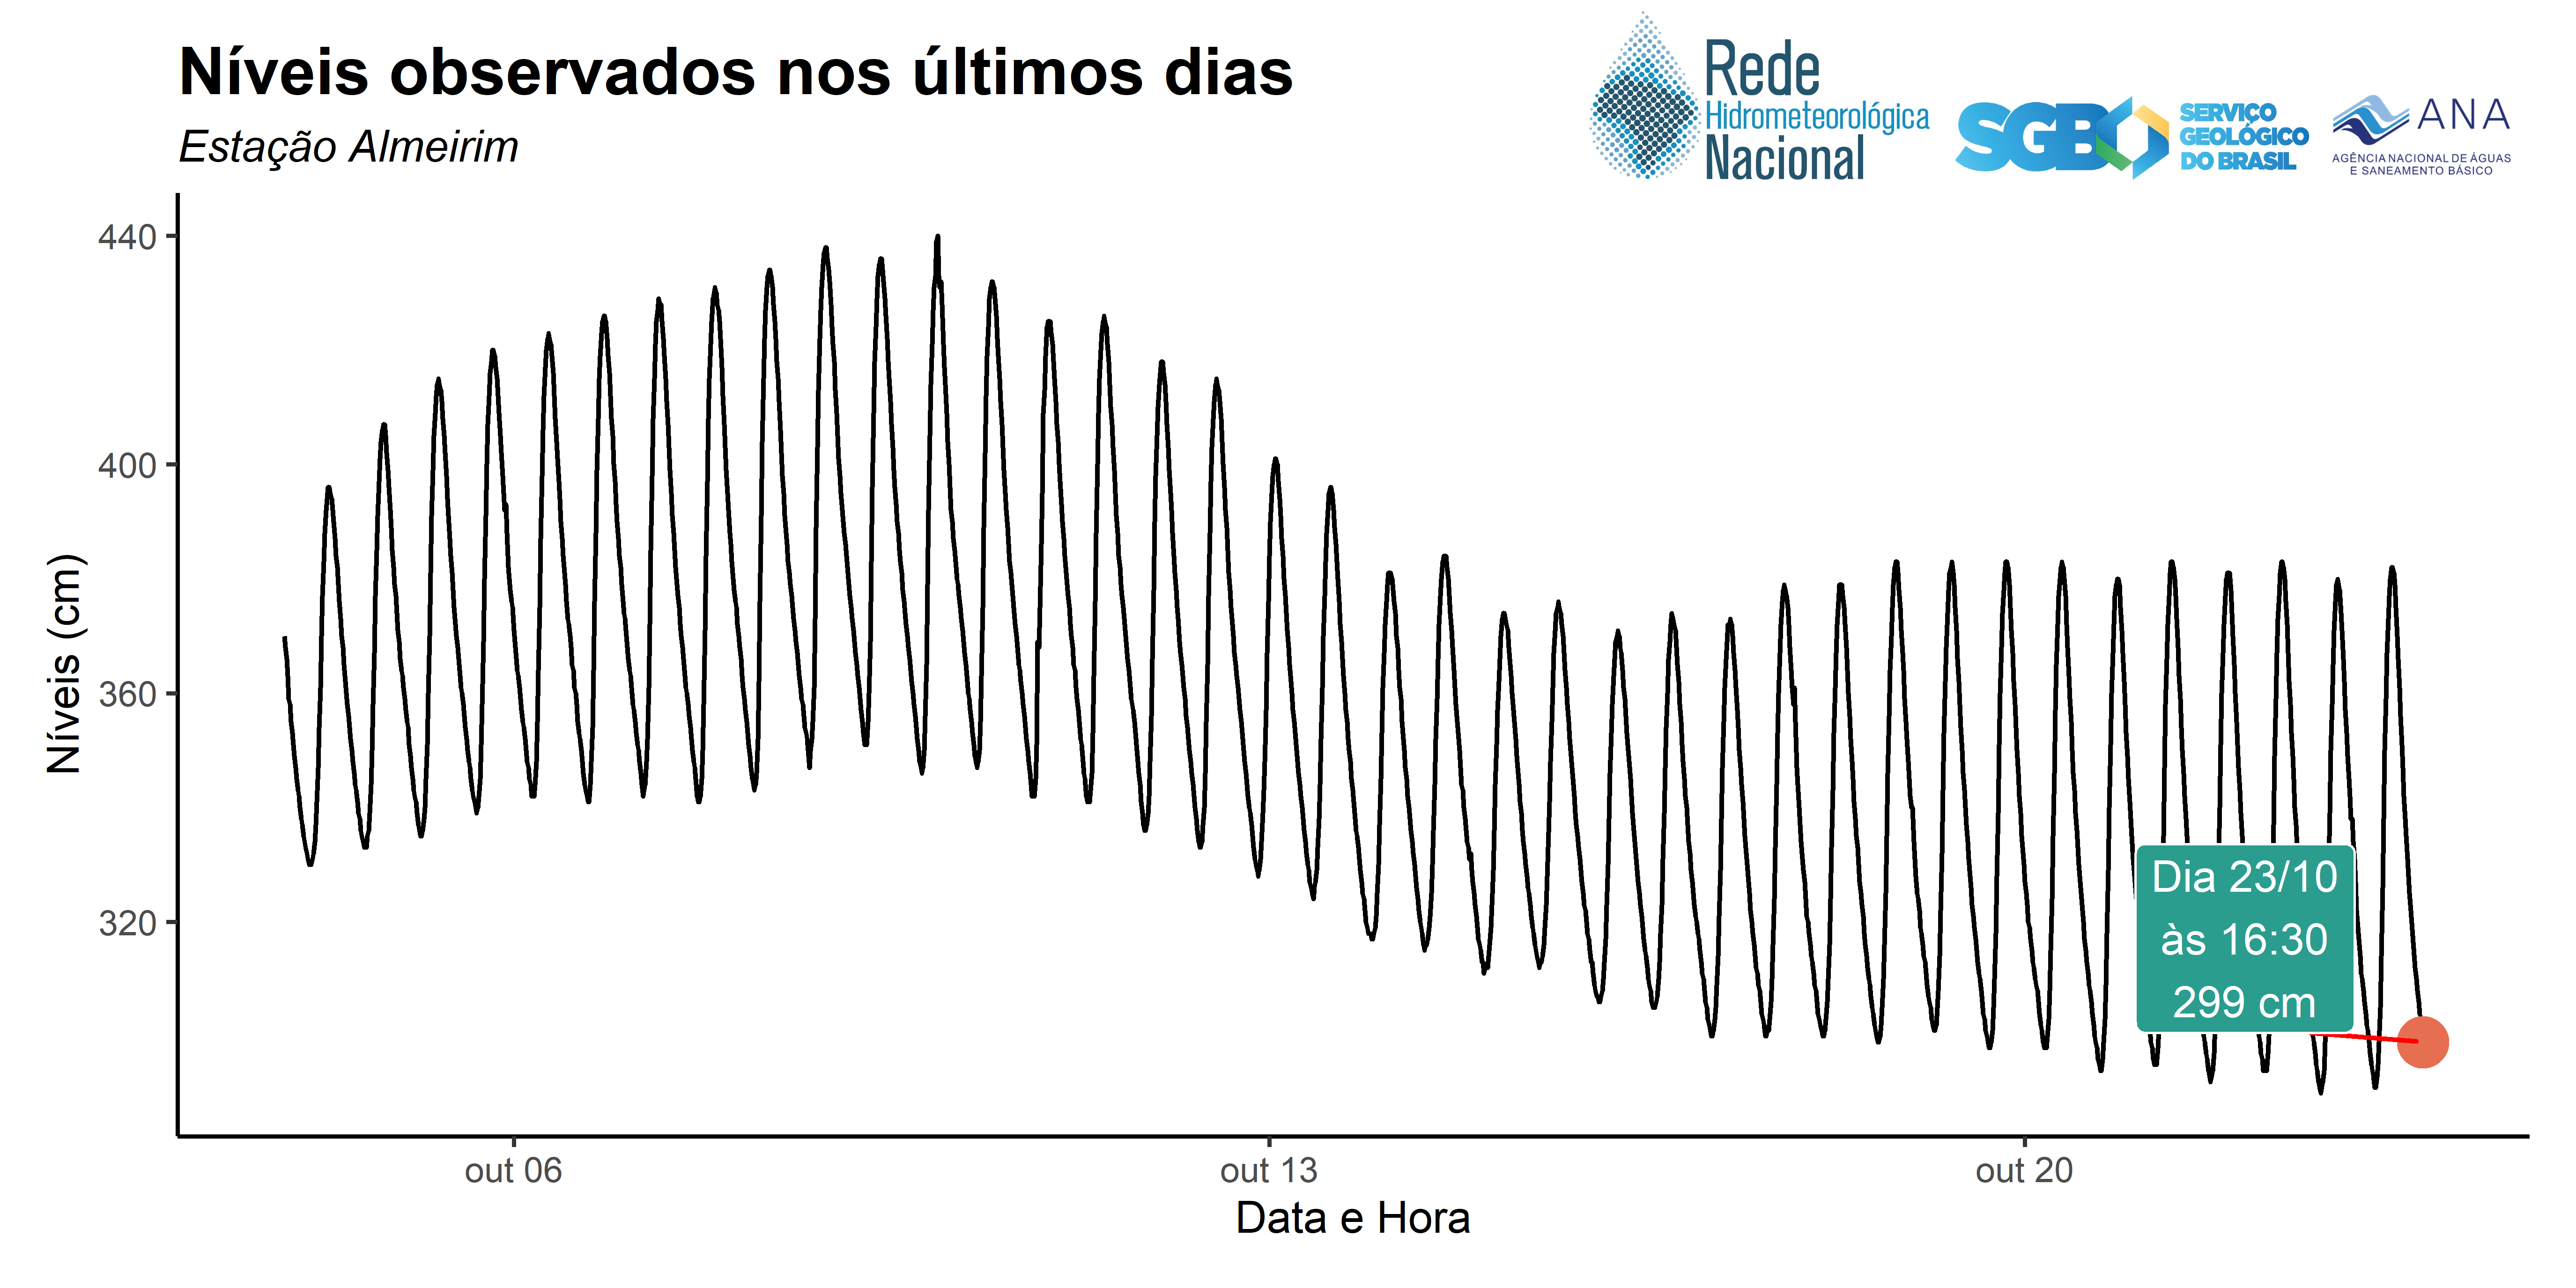 Níveis observados nos últimos dias
Estação Almeirim
Rede
Hidrometeorológica
Nacional
SGB
SERVIÇO
GEOLÓGICO
DO BRASIL
ANA
AGÊNCIA NACIONAL DE ÁGUAS
E SANEAMENTO BÁSICO
Níveis (cm)
440
400
360
320
Dia 23/10
às 16:30
299 cm
out 06
out 13
out 20
Data e Hora